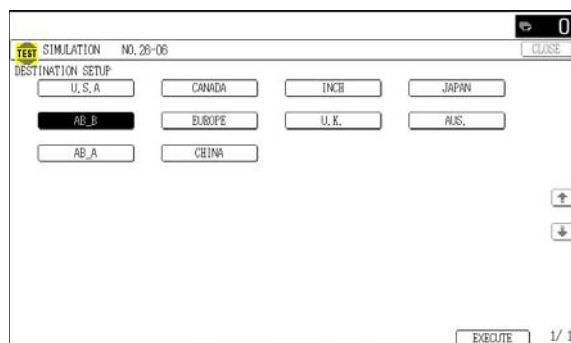 0
TEST SIMULATION NO. 26-06 CLOSE
DESTINATION SETUP
U.S.A CANADA INCH JAPAN
AB_B EUROPE U.K. AUS.
AB_A CHINA
EXECUTE 1/1